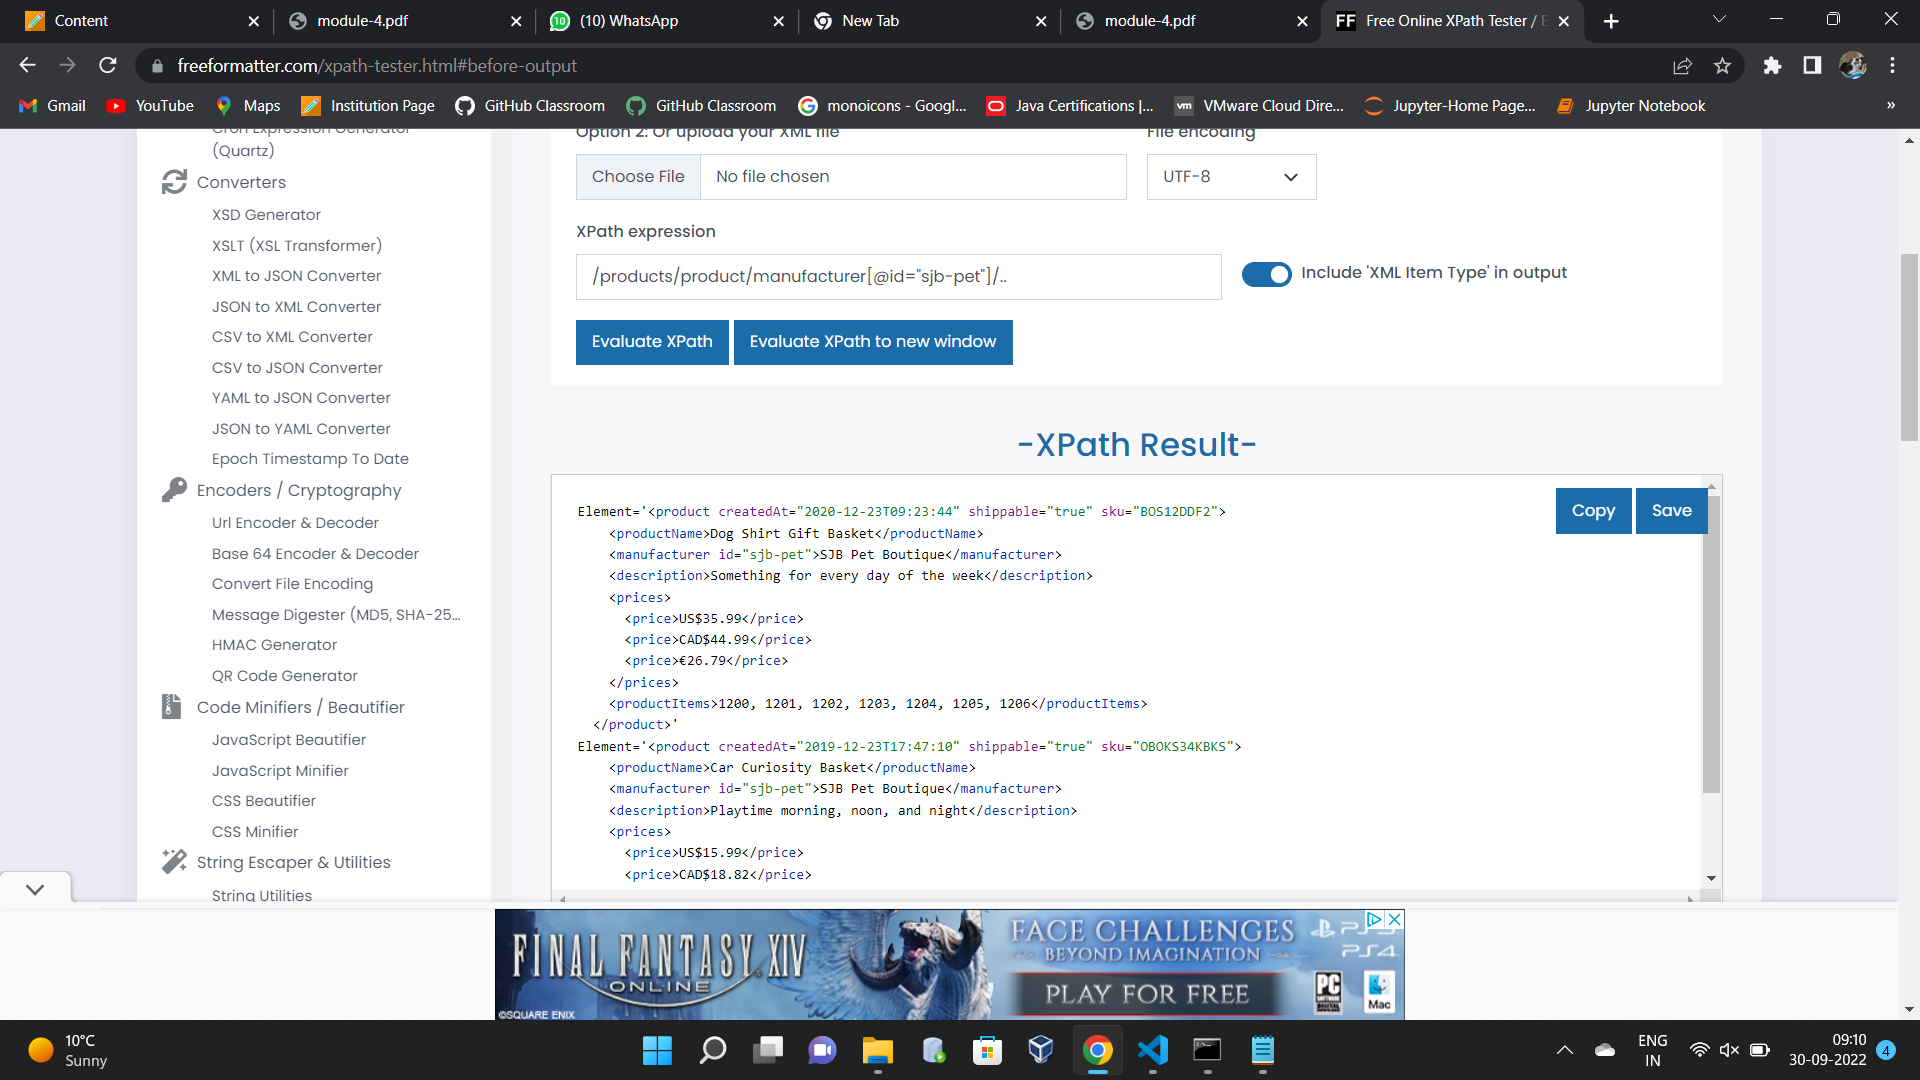 Content
module-4.pdf
(10) WhatsApp
New Tab
module-4.pdf
FF Free Online XPath Tester /
freeformatter.com/xpath-tester.html#before-output
Gmail
YouTube
Maps
Institution Page
GitHub Classroom
GitHub Classroom
monoicons - Googl...
Java Certifications |...
vm VMware Cloud Dire...
Jupyter-Home Page...
Jupyter Notebook
»
Cron Expression Generator
(Quartz)
Converters
XSD Generator
XSLT (XSL Transformer)
XML to JSON Converter
JSON to XML Converter
CSV to XML Converter
CSV to JSON Converter
YAML to JSON Converter
JSON to YAML Converter
Epoch Timestamp To Date
Encoders / Cryptography
Url Encoder & Decoder
Base 64 Encoder & Decoder
Convert File Encoding
Message Digester (MD5, SHA-25...
HMAC Generator
QR Code Generator
Code Minifiers / Beautifier
JavaScript Beautifier
JavaScript Minifier
CSS Beautifier
CSS Minifier
String Escaper & Utilities
String Utilities
Option 2: Or upload your XML file
File encoding
Choose File No file chosen
UTF-8
XPath expression
/products/product/manufacturer[@id="sjb-pet"]/..
Include 'XML Item Type' in output
Evaluate XPath
Evaluate XPath to new window
-XPath Result-
Copy
Save
Element='<product createdAt="2020-12-23T09:23:44" shippable="true" sku="BOS12DDF2">
<productName>Dog Shirt Gift Basket</productName>
<manufacturer id="sjb-pet">SJB Pet Boutique</manufacturer>
<description>Something for every day of the week</description>
<prices>
<price>US$35.99</price>
<price>CAD$44.99</price>
<price>€26.79</price>
</prices>
<productItems>1200, 1201, 1202, 1203, 1204, 1205, 1206</productItems>
</product>'
Element='<product createdAt="2019-12-23T17:47:10" shippable="true" sku="OBOKS34KBKS">
<productName>Car Curiosity Basket</productName>
<manufacturer id="sjb-pet">SJB Pet Boutique</manufacturer>
<description>Playtime morning, noon, and night</description>
<prices>
<price>US$15.99</price>
<price>CAD$18.82</price>
FINAL FANTASY XIV
ONLINE
©SQUARE ENIX
FACE CHALLENGES
BEYOND IMAGINATION
PLAY FOR FREE
PS5
PS4
PC
Mac
10°C
Sunny
ENG
IN
09:10
30-09-2022
4